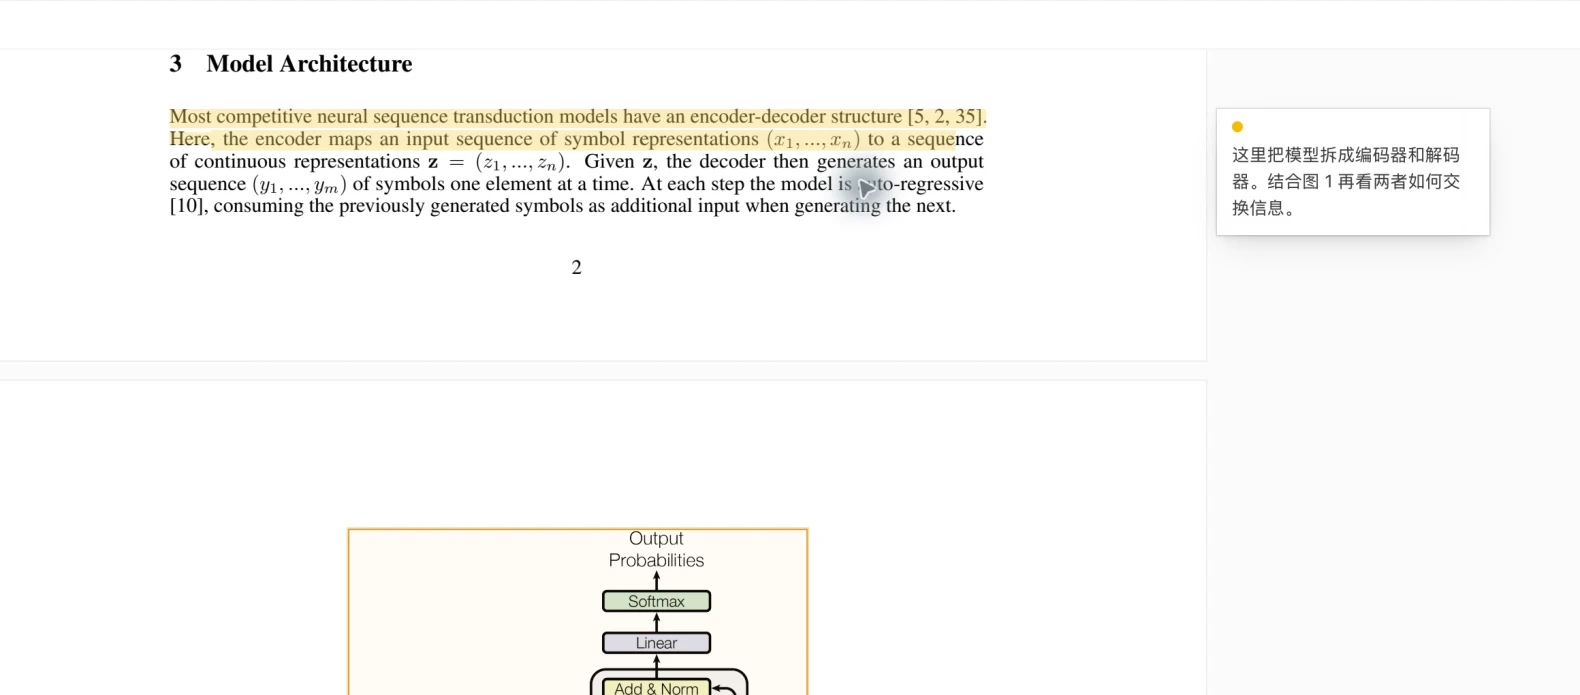 3 Model Architecture
Most competitive neural sequence transduction models have an encoder-decoder structure [5, 2, 35].
Here, the encoder maps an input sequence of symbol representations (x₁, ..., xₙ) to a sequence
of continuous representations z = (z₁, ..., zₙ). Given z, the decoder then generates an output
sequence (y₁, ..., yₘ) of symbols one element at a time. At each step the model is auto-regressive
[10], consuming the previously generated symbols as additional input when generating the next.
2
这里把模型拆成编码器和解码
器。结合图 1 再看两者如何交
换信息。
Output
Probabilities
Softmax
Linear
Add & Norm